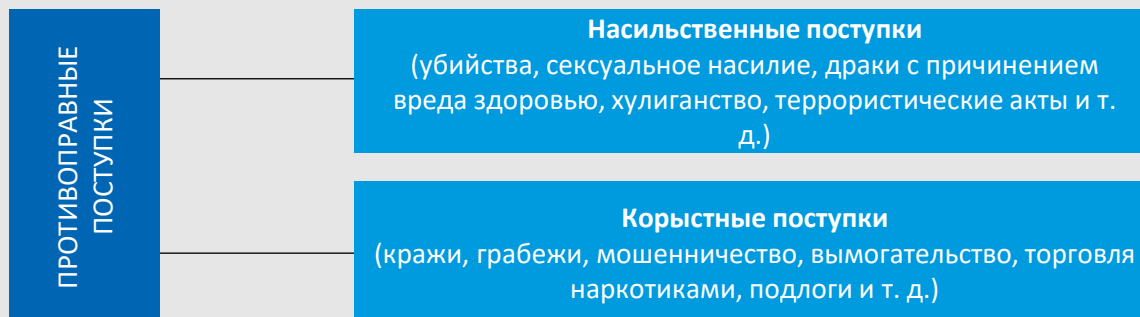 ПРОТИВОПРАВНЫЕ
ПОСТУПКИ
Насильственные поступки
(убийства, сексуальное насилие, драки с причинением
вреда здоровью, хулиганство, террористические акты и т.
д.)
Корыстные поступки
(кражи, грабежи, мошенничество, вымогательство, торговля
наркотиками, подлоги и т. д.)